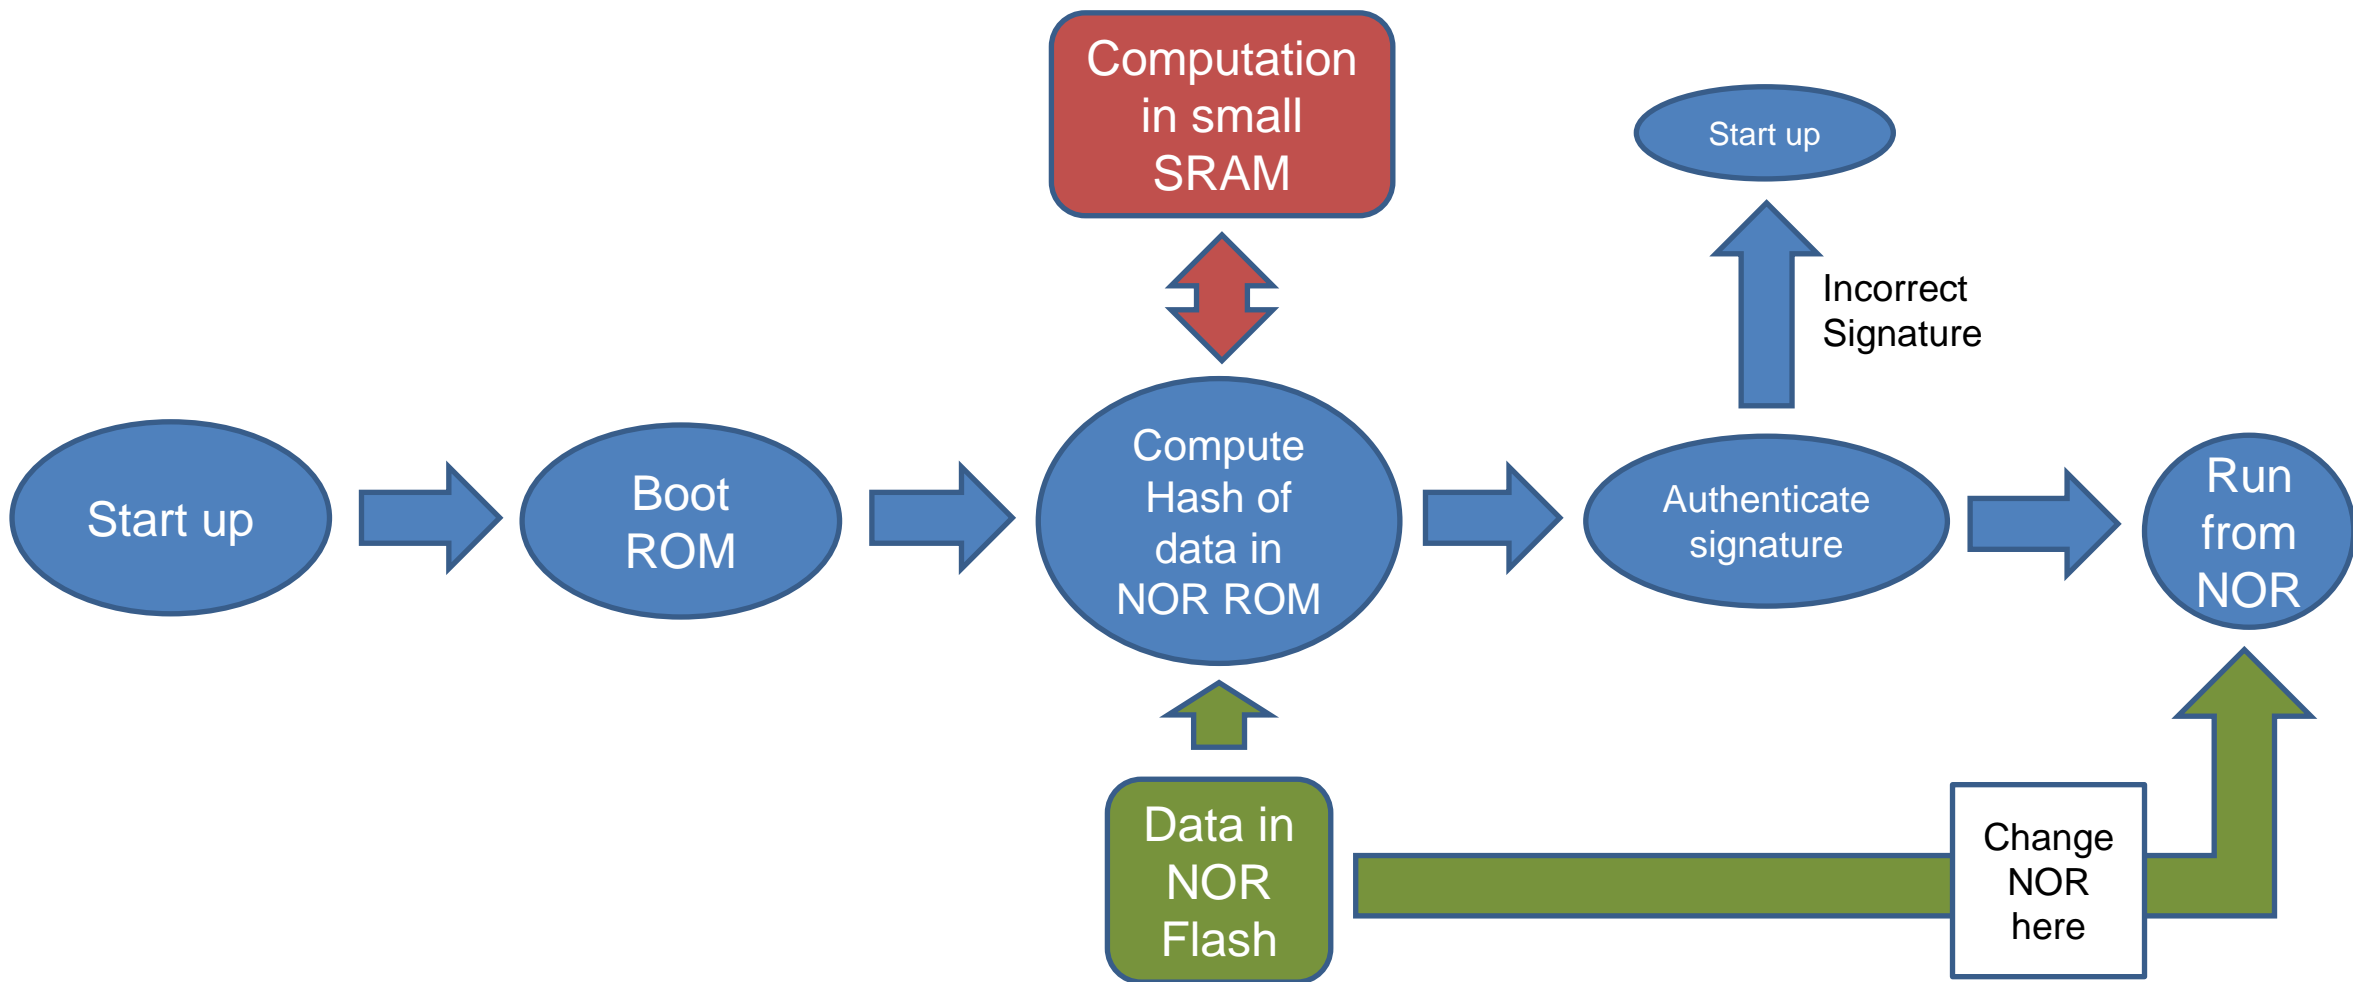 Computation
in small
SRAM
Start up
Incorrect
Signature
Start up
Boot
ROM
Compute
Hash of
data in
NOR ROM
Authenticate
signature
Run
from
NOR
Data in
NOR
Flash
Change
NOR
here